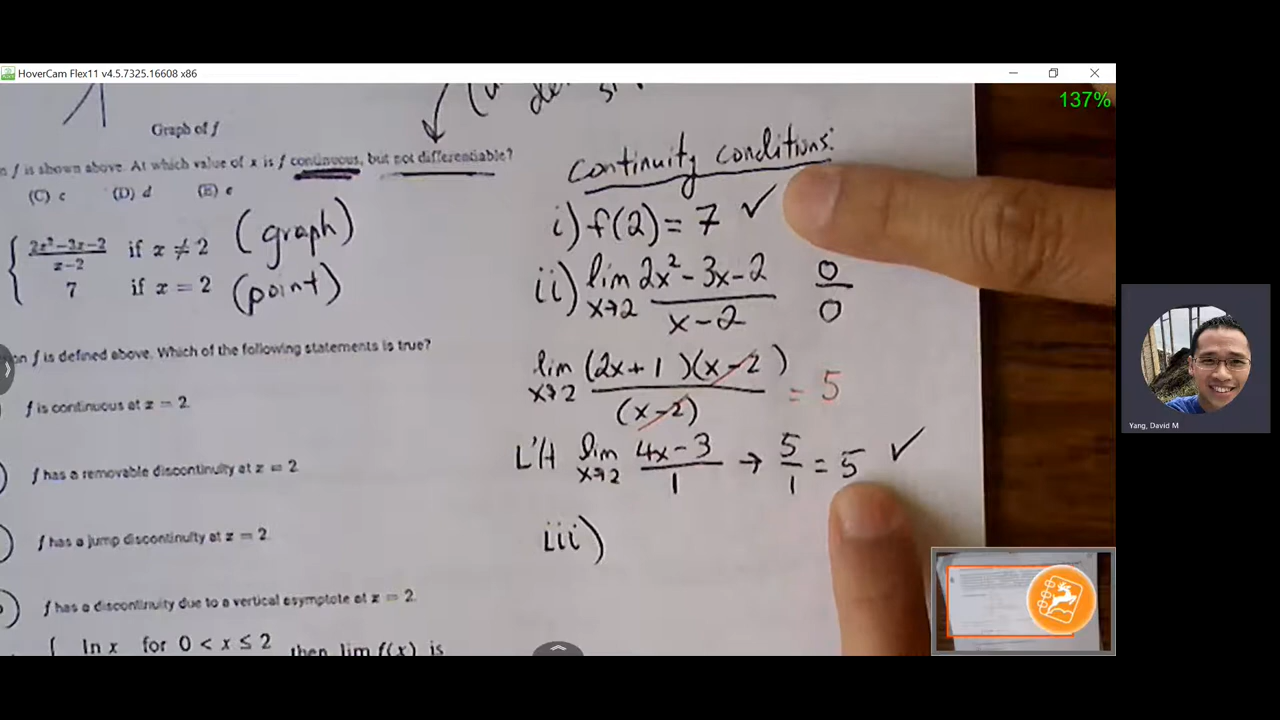 HoverCam Flex11 v4.5.7325.16608 x86
137%
Graph of f
f is shown above. At which value of x is f continuous, but not differentiable?
(C) c (D) d (E) e
2x²-3x-2 / x-2 if x ≠ 2 (graph)
7 if x = 2 (point)
f is defined above. Which of the following statements is true?
f is continuous at x = 2.
f has a removable discontinuity at x = 2
f has a jump discontinuity at x = 2.
f has a discontinuity due to a vertical asymptote at x = 2.
ln x for 0 < x ≤ 2 then lim f(x) is
continuity conditions:
i) f(2) = 7 ✓
ii) lim x→2 2x² - 3x - 2 / x - 2 0/0
lim x→2 (2x + 1)(x - 2) / (x - 2) = 5
L'H lim x→2 4x - 3 / 1 → 5/1 = 5 ✓
iii)
Yang, David M